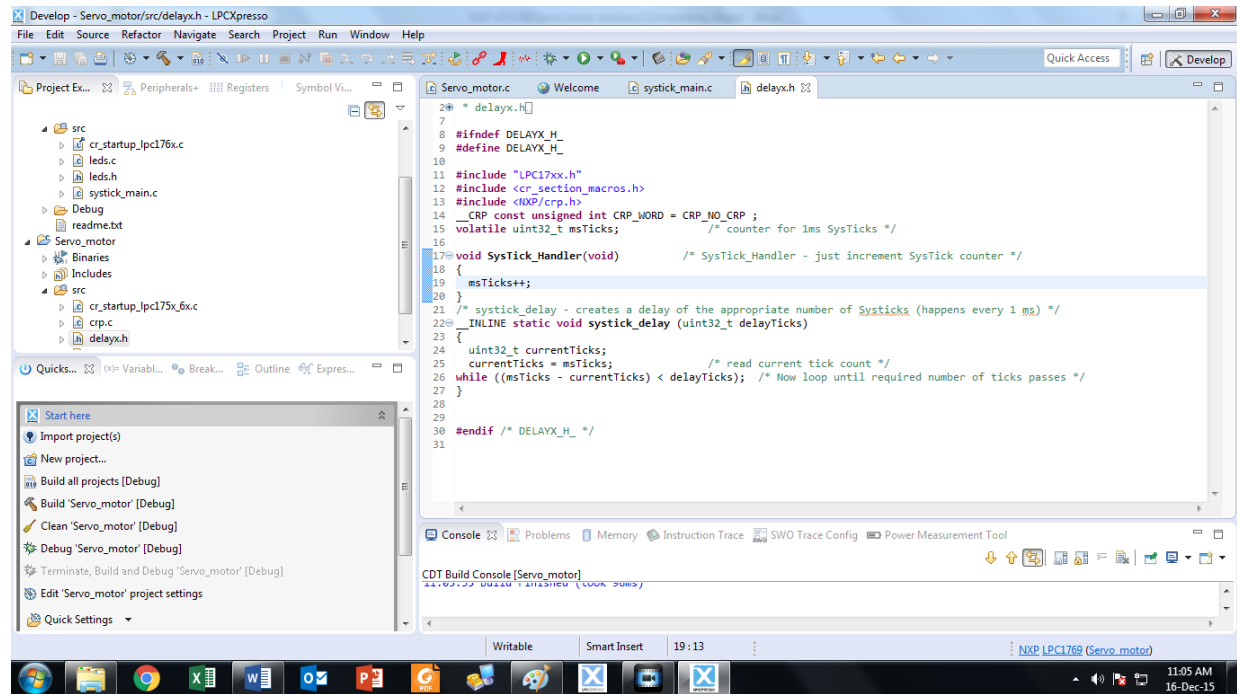 Develop - Servo_motor/src/delayx.h - LPCXpresso
File Edit Source Refactor Navigate Search Project Run Window Help
Quick Access Develop
Project Ex... Peripherals+ Registers Symbol Vi...
src
cr_startup_lpc176x.c
leds.c
leds.h
systick_main.c
Debug
readme.txt
Servo_motor
Binaries
Includes
src
cr_startup_lpc175x_6x.c
crp.c
delayx.h
Quicks... (x)= Variabl... Break... Outline Expres...
Start here
Import project(s)
New project...
Build all projects [Debug]
Build 'Servo_motor' [Debug]
Clean 'Servo_motor' [Debug]
Debug 'Servo_motor' [Debug]
Terminate, Build and Debug 'Servo_motor' [Debug]
Edit 'Servo_motor' project settings
Quick Settings
Servo_motor.c Welcome systick_main.c delayx.h
2 * delayx.h
7
8 #ifndef DELAYX_H_
9 #define DELAYX_H_
10
11 #include "LPC17xx.h"
12 #include <cr_section_macros.h>
13 #include <NXP/crp.h>
14 __CRP const unsigned int CRP_WORD = CRP_NO_CRP ;
15 volatile uint32_t msTicks; /* counter for 1ms SysTicks */
16
17 void SysTick_Handler(void) /* SysTick_Handler - just increment SysTick counter */
18 {
19 msTicks++;
20 }
21 /* systick_delay - creates a delay of the appropriate number of Systicks (happens every 1 ms) */
22 __INLINE static void systick_delay (uint32_t delayTicks)
23 {
24 uint32_t currentTicks;
25 currentTicks = msTicks; /* read current tick count */
26 while ((msTicks - currentTicks) < delayTicks); /* Now loop until required number of ticks passes */
27 }
28
29
30 #endif /* DELAYX_H_ */
31
Console Problems Memory Instruction Trace SWO Trace Config Power Measurement Tool
CDT Build Console [Servo_motor]
Build Finished (took 90ms)
Writable Smart Insert 19:13 NXP LPC1769 (Servo_motor)
11:05 AM
16-Dec-15